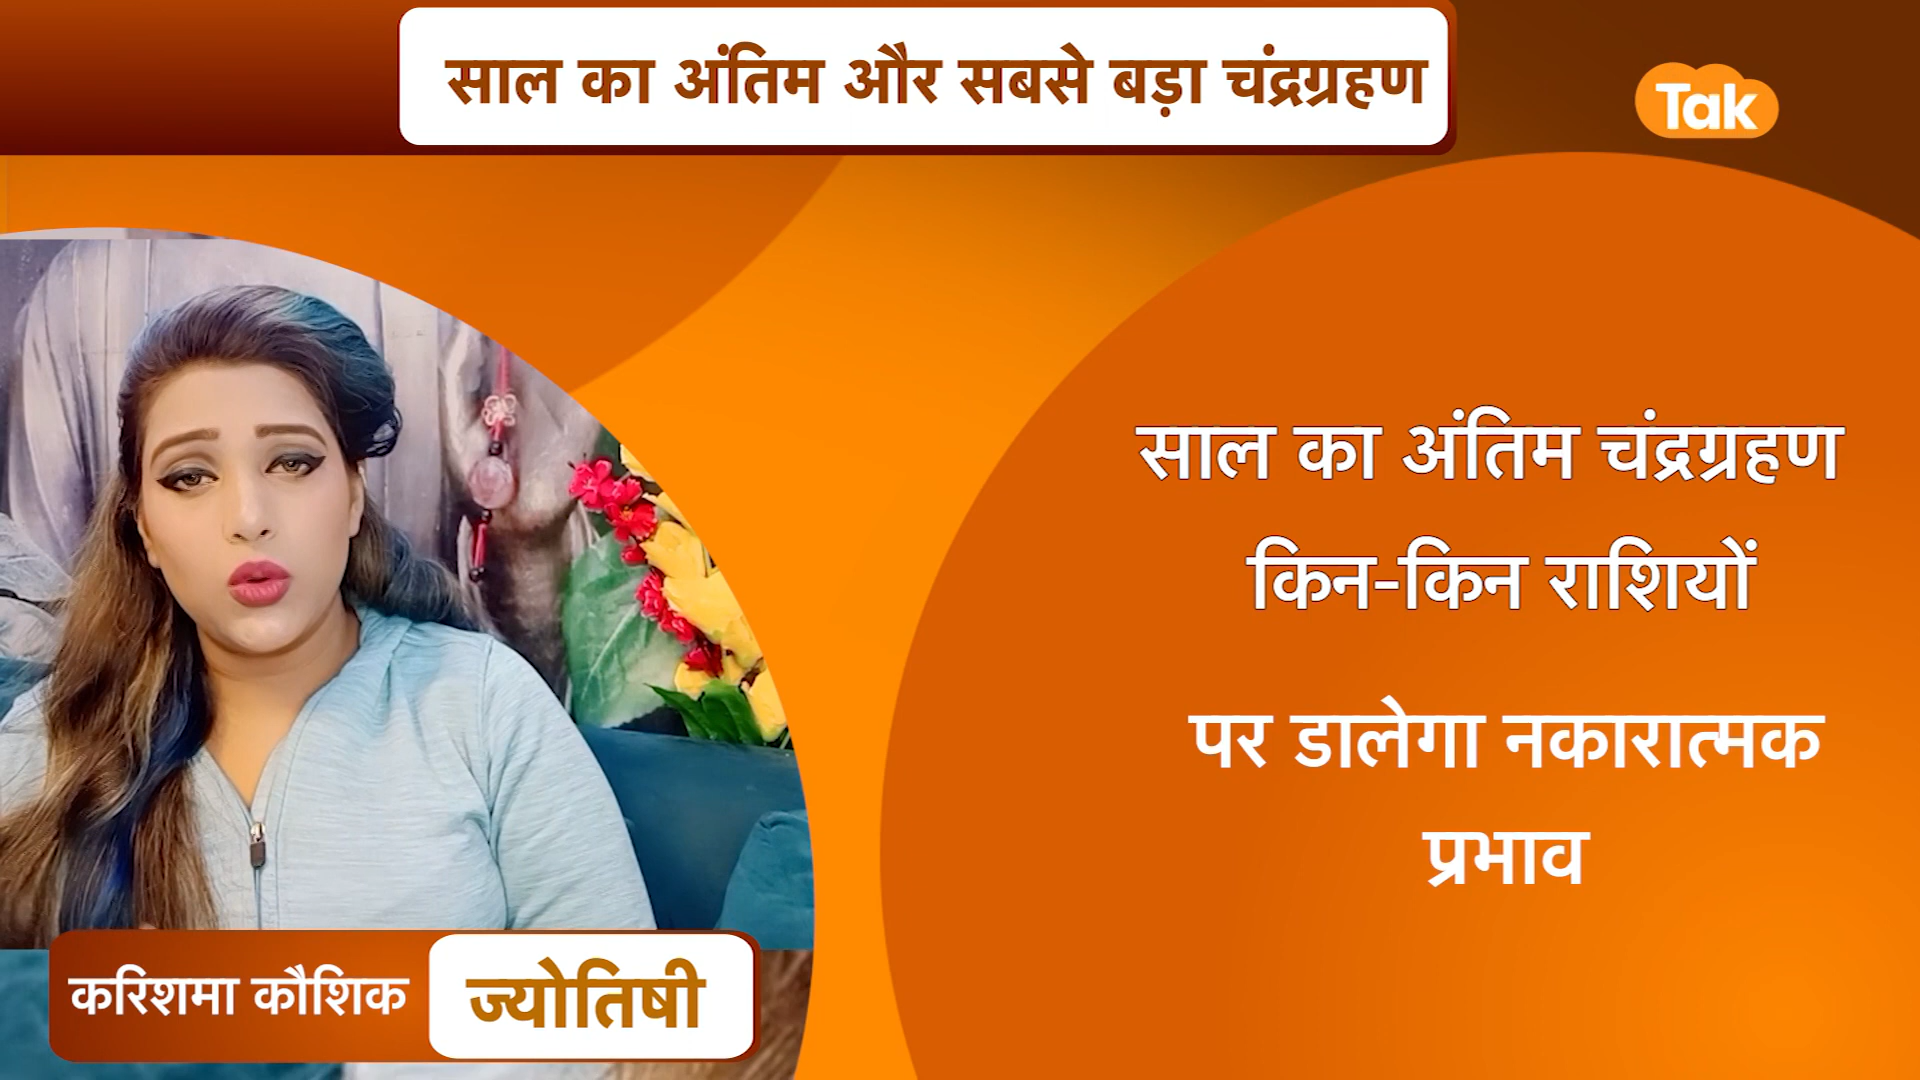 साल का अंतिम और सबसे बड़ा चंद्रग्रहण
Tak
साल का अंतिम चंद्रग्रहण
किन-किन राशियों
पर डालेगा नकारात्मक
प्रभाव
करिशमा कौशिक
ज्योतिषी